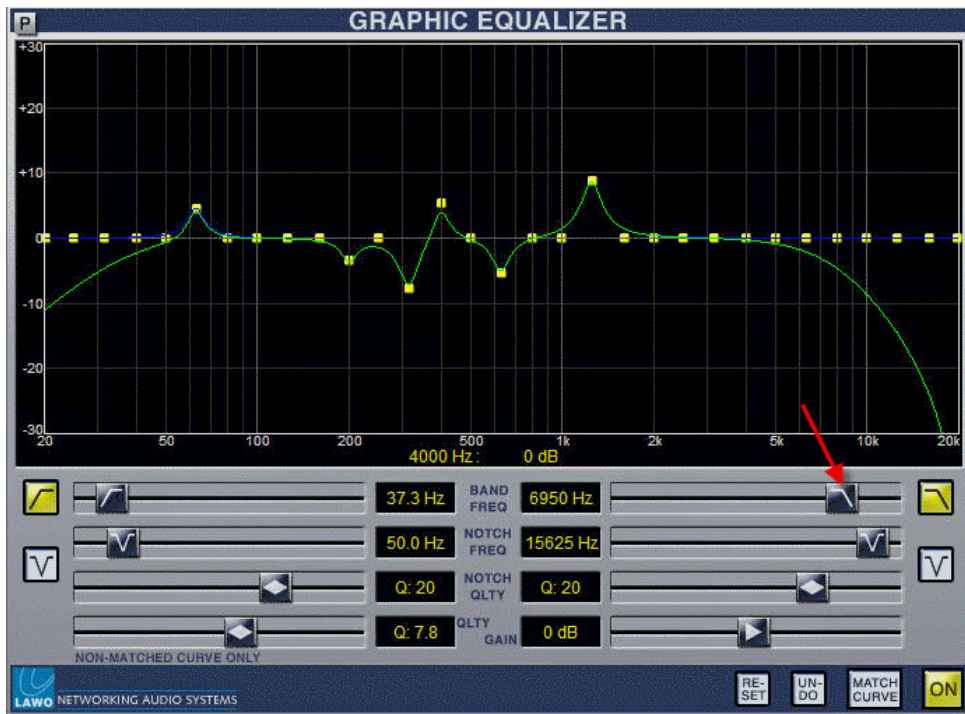 P GRAPHIC EQUALIZER
+30
+20
+10
0
-10
-20
-30
20 50 100 200 500 1k 2k 5k 10k 20k
4000 Hz: 0 dB
37.3 Hz BAND FREQ 6950 Hz
50.0 Hz NOTCH FREQ 15625 Hz
Q: 20 NOTCH QLTY Q: 20
Q: 7.8 QLTY GAIN 0 dB
NON-MATCHED CURVE ONLY
LAWO NETWORKING AUDIO SYSTEMS
RE-SET UN-DO MATCH CURVE ON